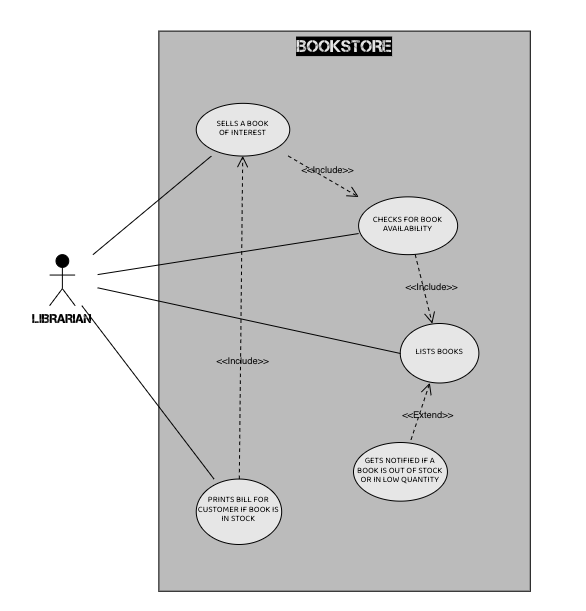 BOOKSTORE
SELLS A BOOK
OF INTEREST
<<Include>>
CHECKS FOR BOOK
AVAILABILITY
<<Include>>
LIBRARIAN
LISTS BOOKS
<<Include>>
<<Extend>>
GETS NOTIFIED IF A
BOOK IS OUT OF STOCK
OR IN LOW QUANTITY
PRINTS BILL FOR
CUSTOMER IF BOOK IS
IN STOCK